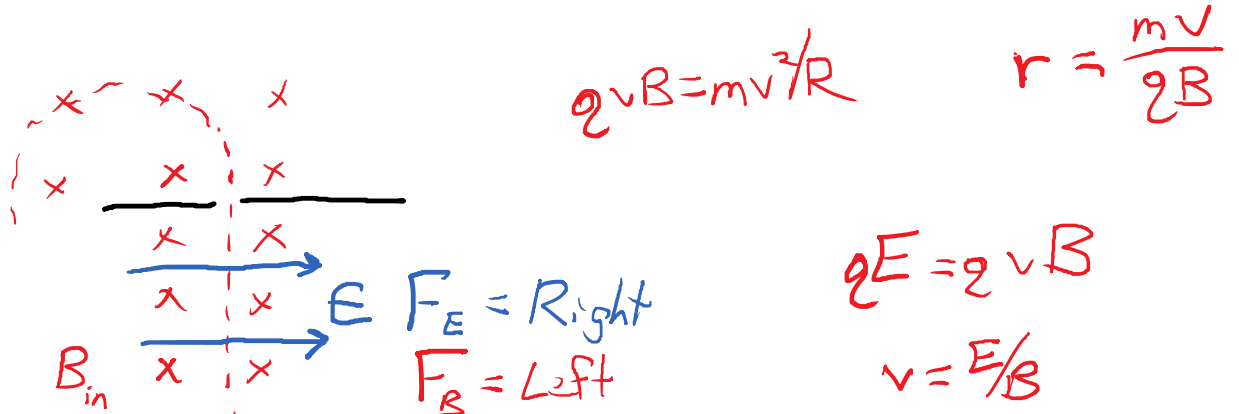 qvB=mv²/R
r = mv/qB
E
F_E = Right
qE = qvB
B_in
F_B = Left
v = E/B